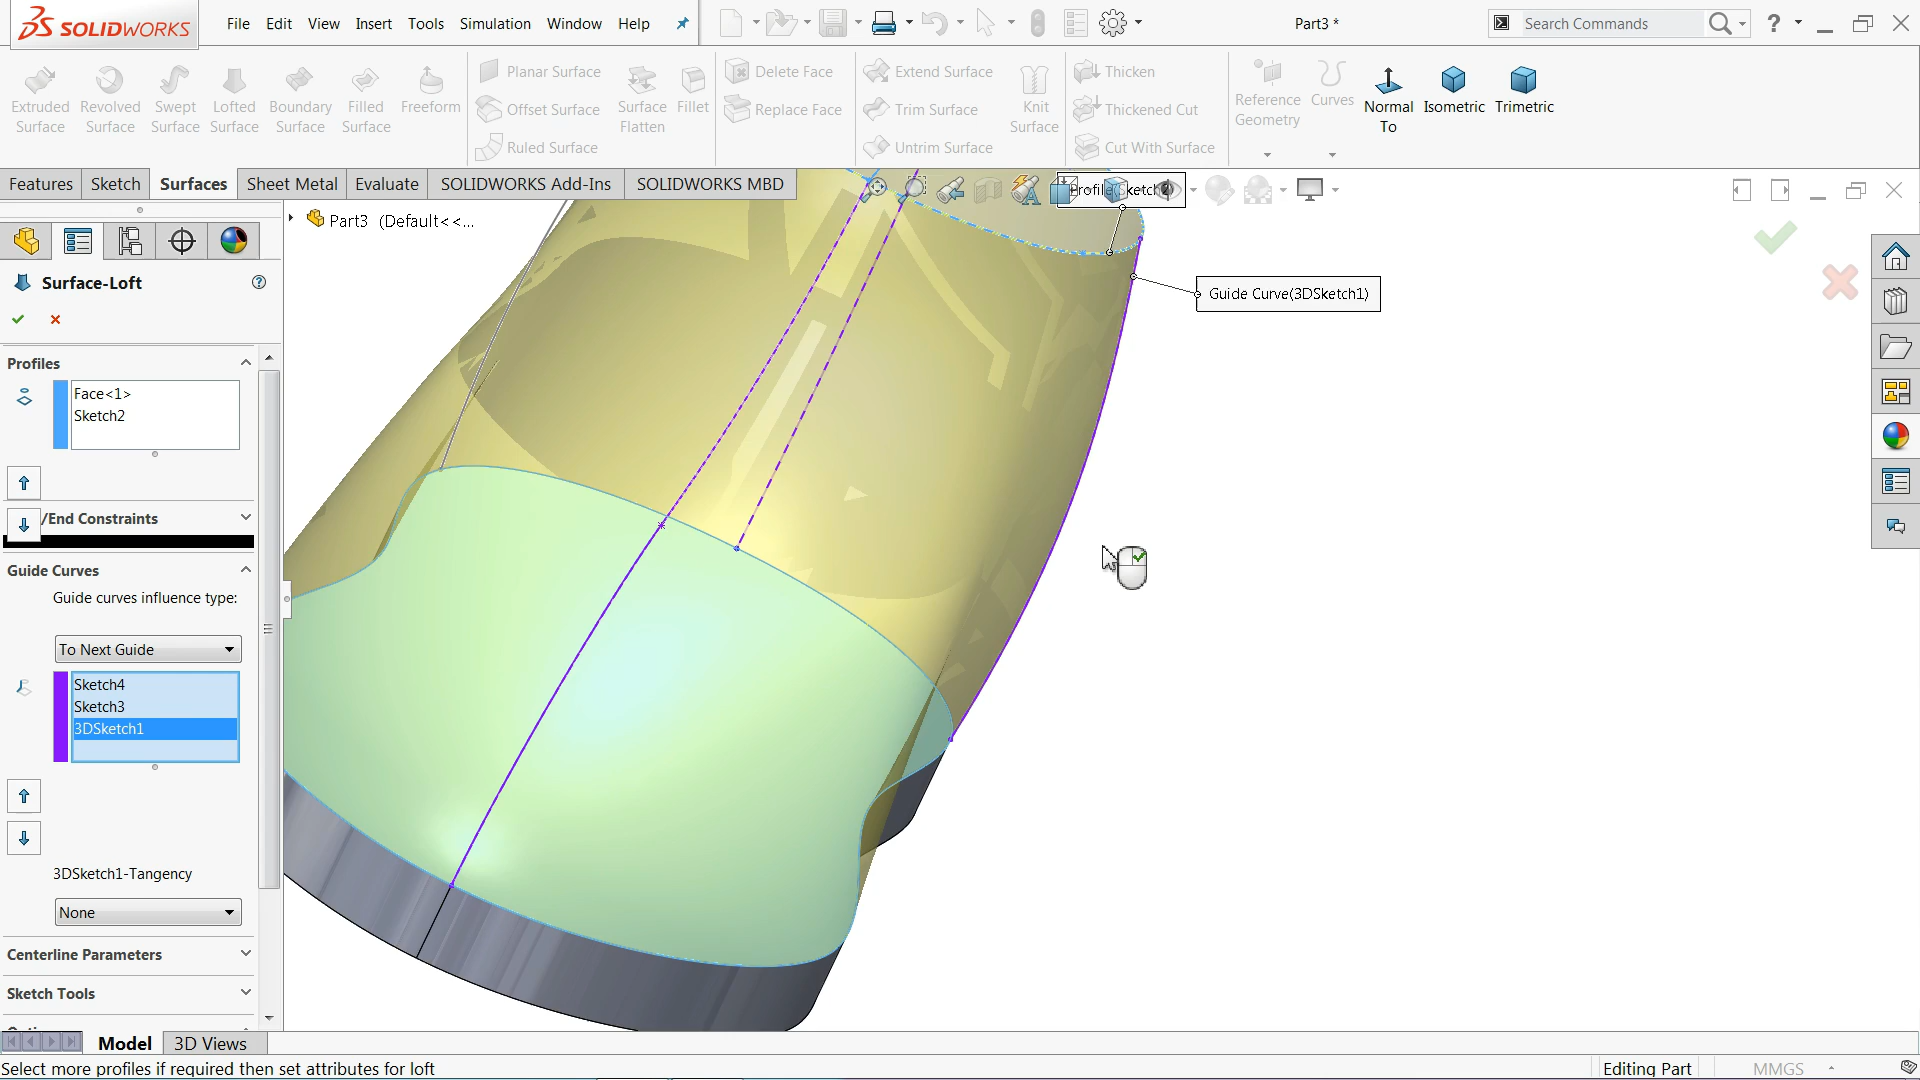 SOLIDWORKS
File Edit View Insert Tools Simulation Window Help
Part3 *
Search Commands
Extruded Surface
Revolved Surface
Swept Surface
Lofted Surface
Boundary Surface
Filled Surface
Freeform
Planar Surface
Offset Surface
Ruled Surface
Surface Flatten
Fillet
Delete Face
Replace Face
Extend Surface
Trim Surface
Untrim Surface
Knit Surface
Thicken
Thickened Cut
Cut With Surface
Reference Geometry
Curves
Normal To
Isometric
Trimetric
Features Sketch Surfaces Sheet Metal Evaluate SOLIDWORKS Add-Ins SOLIDWORKS MBD
Part3 (Default<<...
Surface-Loft
Profiles
Face<1>
Sketch2
/End Constraints
Guide Curves
Guide curves influence type:
To Next Guide
Sketch4
Sketch3
3DSketch1
3DSketch1-Tangency
None
Centerline Parameters
Sketch Tools
Guide Curve(3DSketch1)
Model 3D Views
Select more profiles if required then set attributes for loft
Editing Part
MMGS